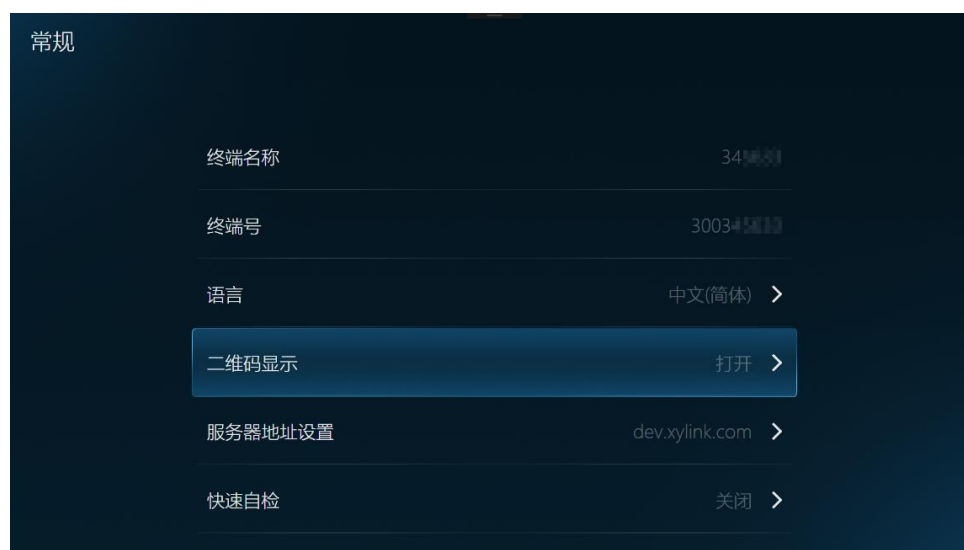 常规
终端名称 34
终端号 3003
语言 中文(简体)
二维码显示 打开
服务器地址设置 dev.xylink.com
快速自检 关闭